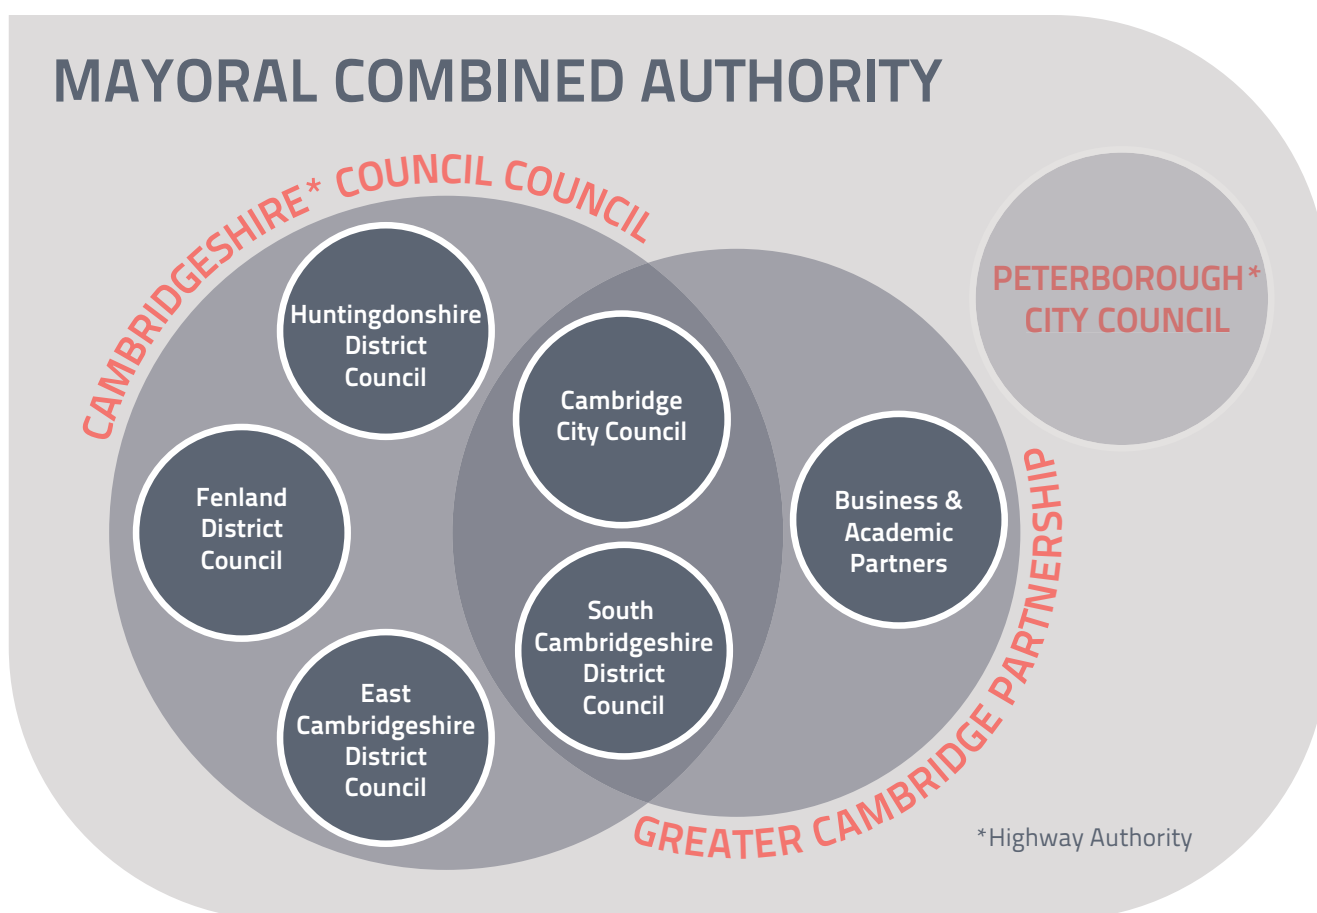 MAYORAL COMBINED AUTHORITY
CAMBRIDGESHIRE* COUNCIL COUNCIL
PETERBOROUGH*
CITY COUNCIL
Huntingdonshire
District
Council
Cambridge
City Council
Fenland
District
Council
Business &
Academic
Partners
South
Cambridgeshire
District
Council
East
Cambridgeshire
District
Council
GREATER CAMBRIDGE PARTNERSHIP
*Highway Authority